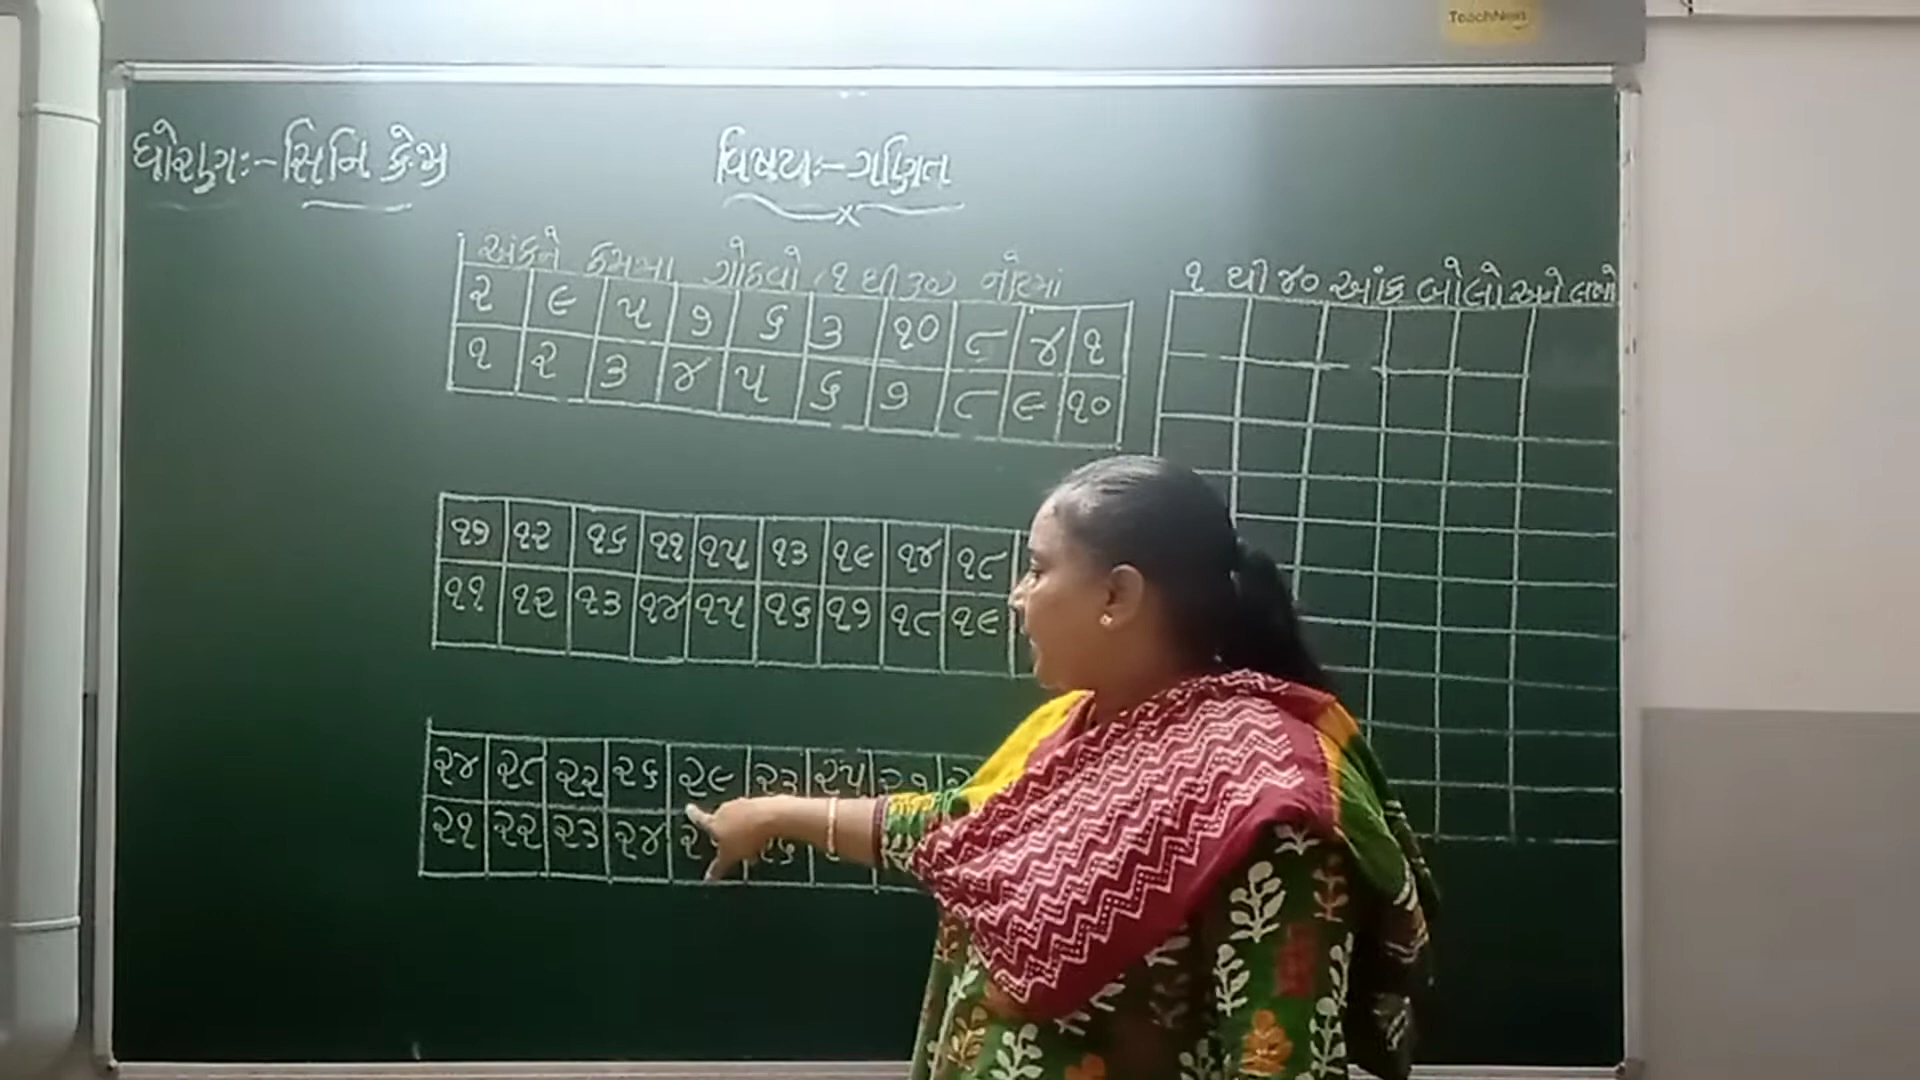 TeachNext
ધોરણ:- સિનિ કે.જી
વિષય:- ગણિત
અંકને ક્રમમા ગોઠવો ૧ થી ૩૦ નોટમાં
૨ ૯ ૫ ૭ ૬ ૩ ૧૦ ૮ ૪ ૧
૧ ૨ ૩ ૪ ૫ ૬ ૭ ૮ ૯ ૧૦
૧ થી ૪૦ આંક બોલો અને લખો
૧૭ ૧૨ ૧૬ ૧૧ ૧૫ ૧૩ ૧૯ ૧૪ ૧૮
૧૧ ૧૨ ૧૩ ૧૪ ૧૫ ૧૬ ૧૭ ૧૮ ૧૯
૨૪ ૨૮ ૨૨ ૨૬ ૨૯ ૨૩ ૨૫ ૨૭
૨૧ ૨૨ ૨૩ ૨૪